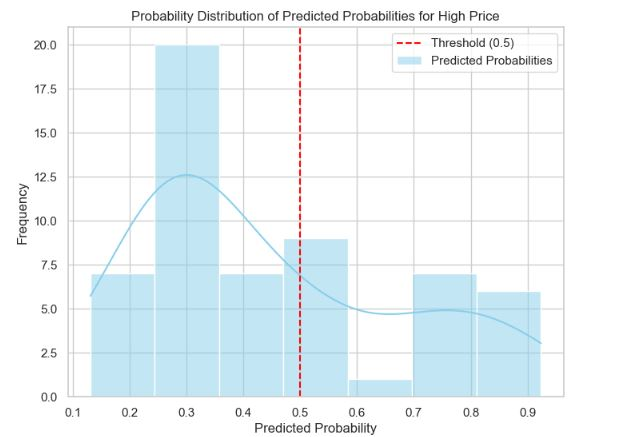 Probability Distribution of Predicted Probabilities for High Price
Threshold (0.5)
Predicted Probabilities
20.0
17.5
15.0
12.5
10.0
7.5
5.0
2.5
0.0
Frequency
0.1 0.2 0.3 0.4 0.5 0.6 0.7 0.8 0.9
Predicted Probability